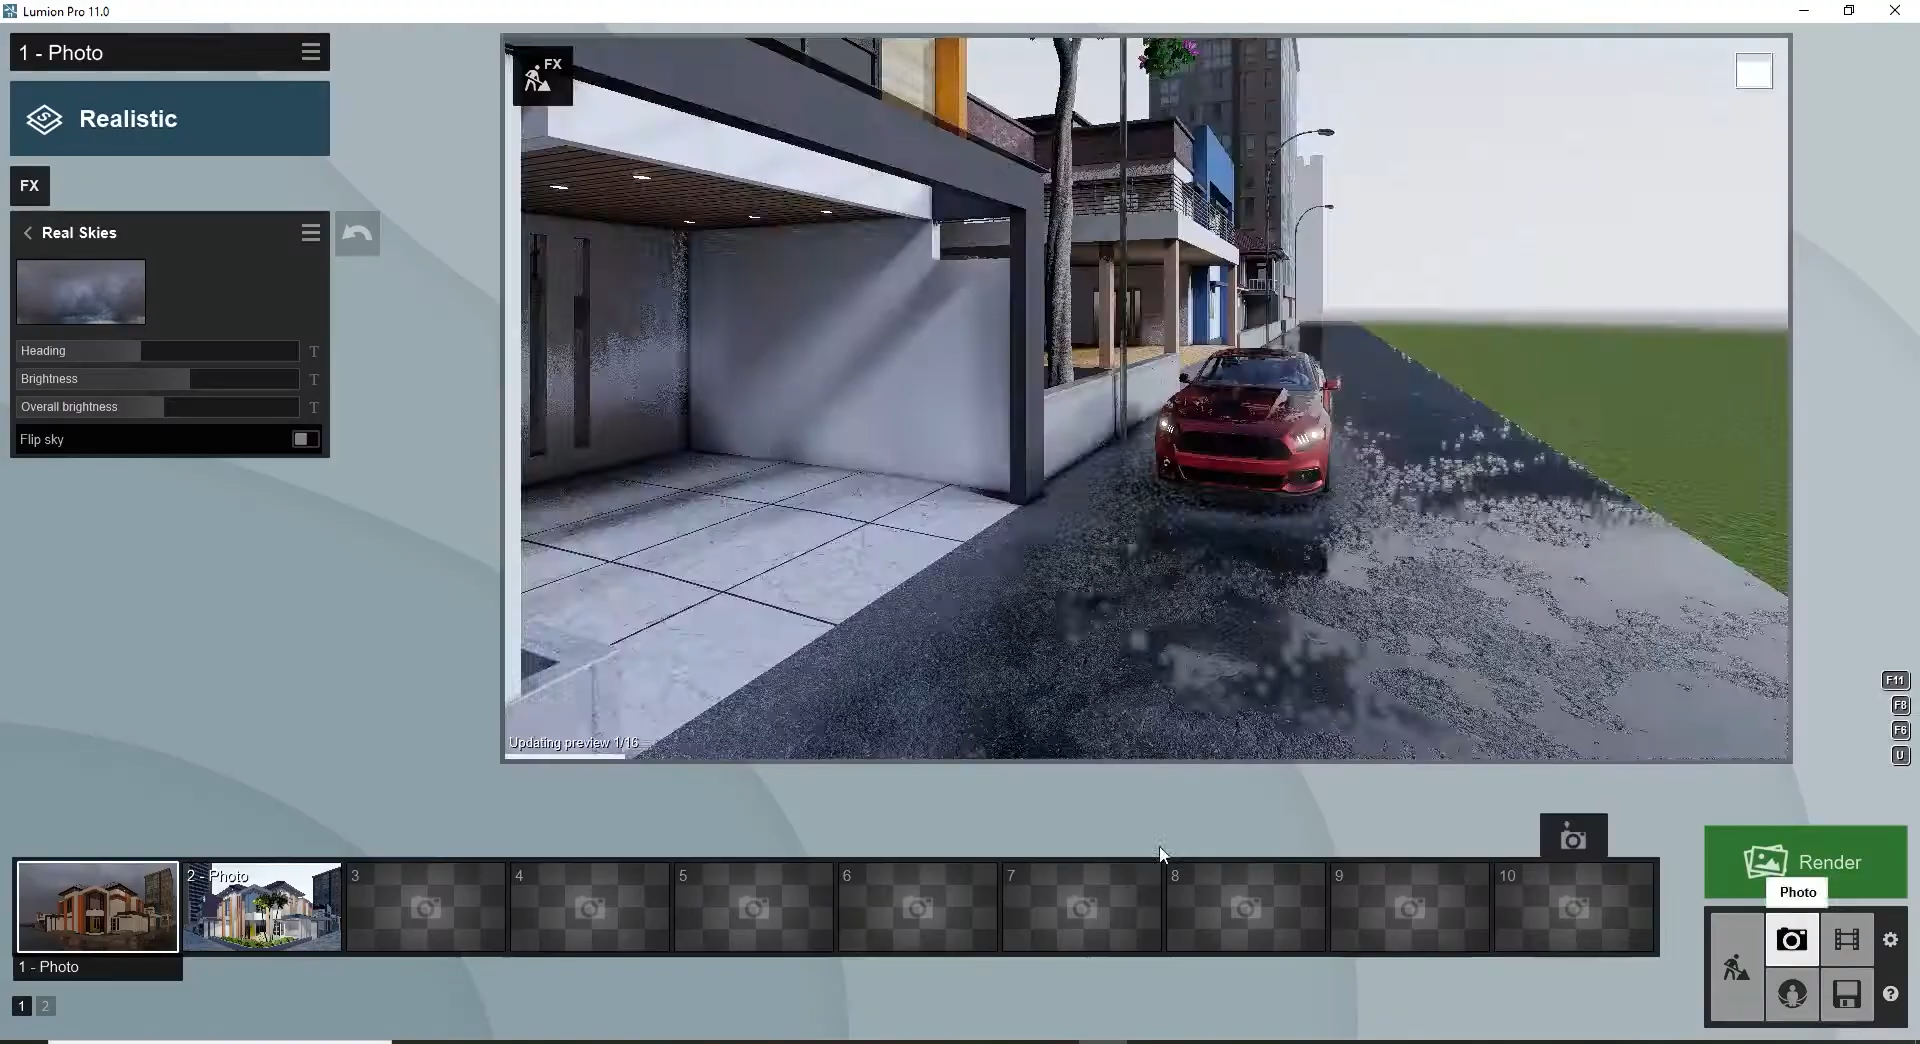 Lumion Pro 11.0
1 - Photo
Realistic
FX
Real Skies
Heading
T
Brightness
T
Overall brightness
T
Flip sky
FX
Updating preview 1/16
F11
F8
F6
U
2 - Photo
3
4
5
6
7
8
9
10
1 - Photo
1
2
Render
Photo
?